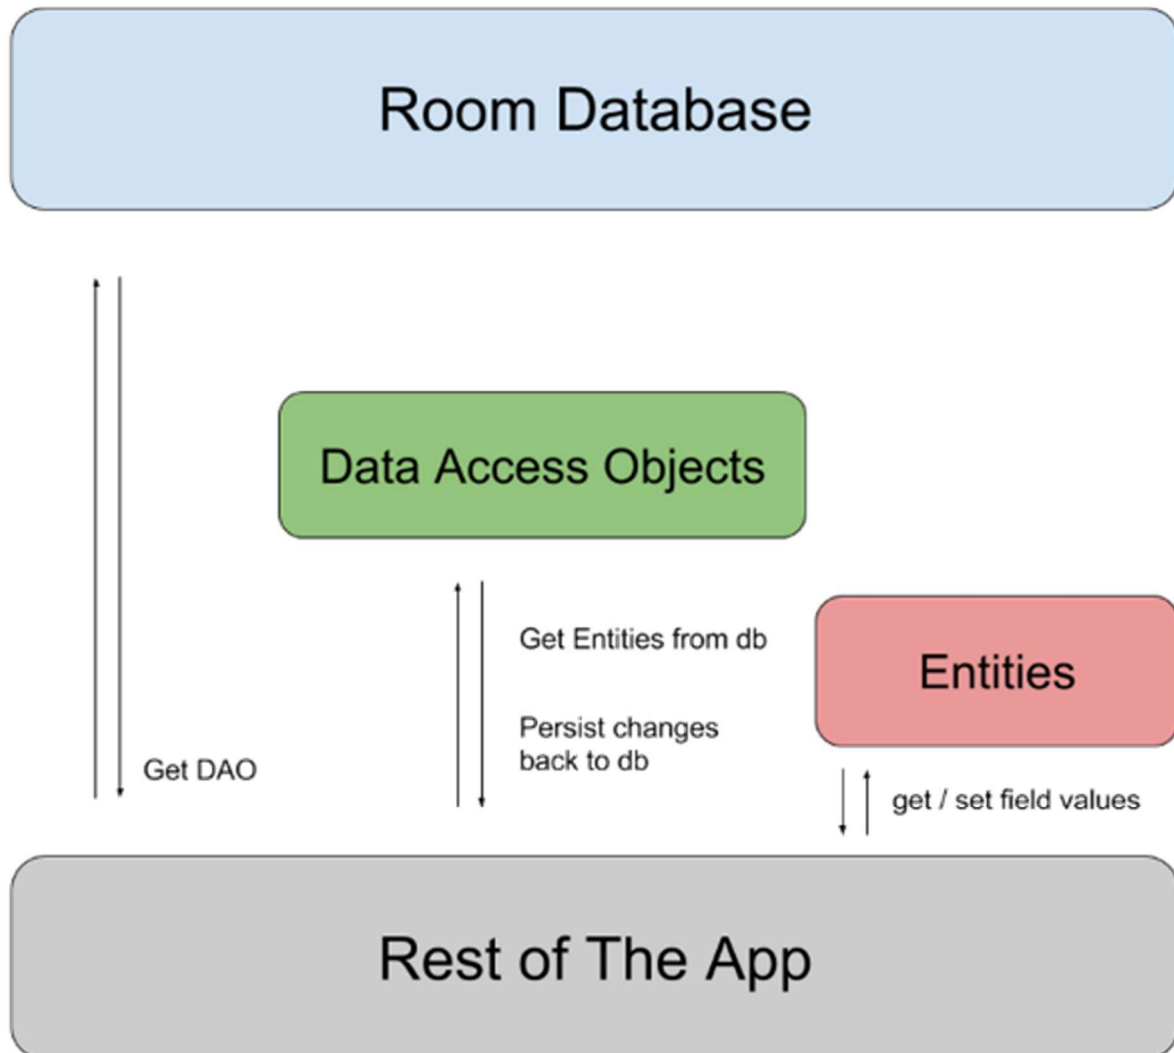 Room Database
Data Access Objects
Get Entities from db
Entities
Persist changes
back to db
Get DAO
get / set field values
Rest of The App